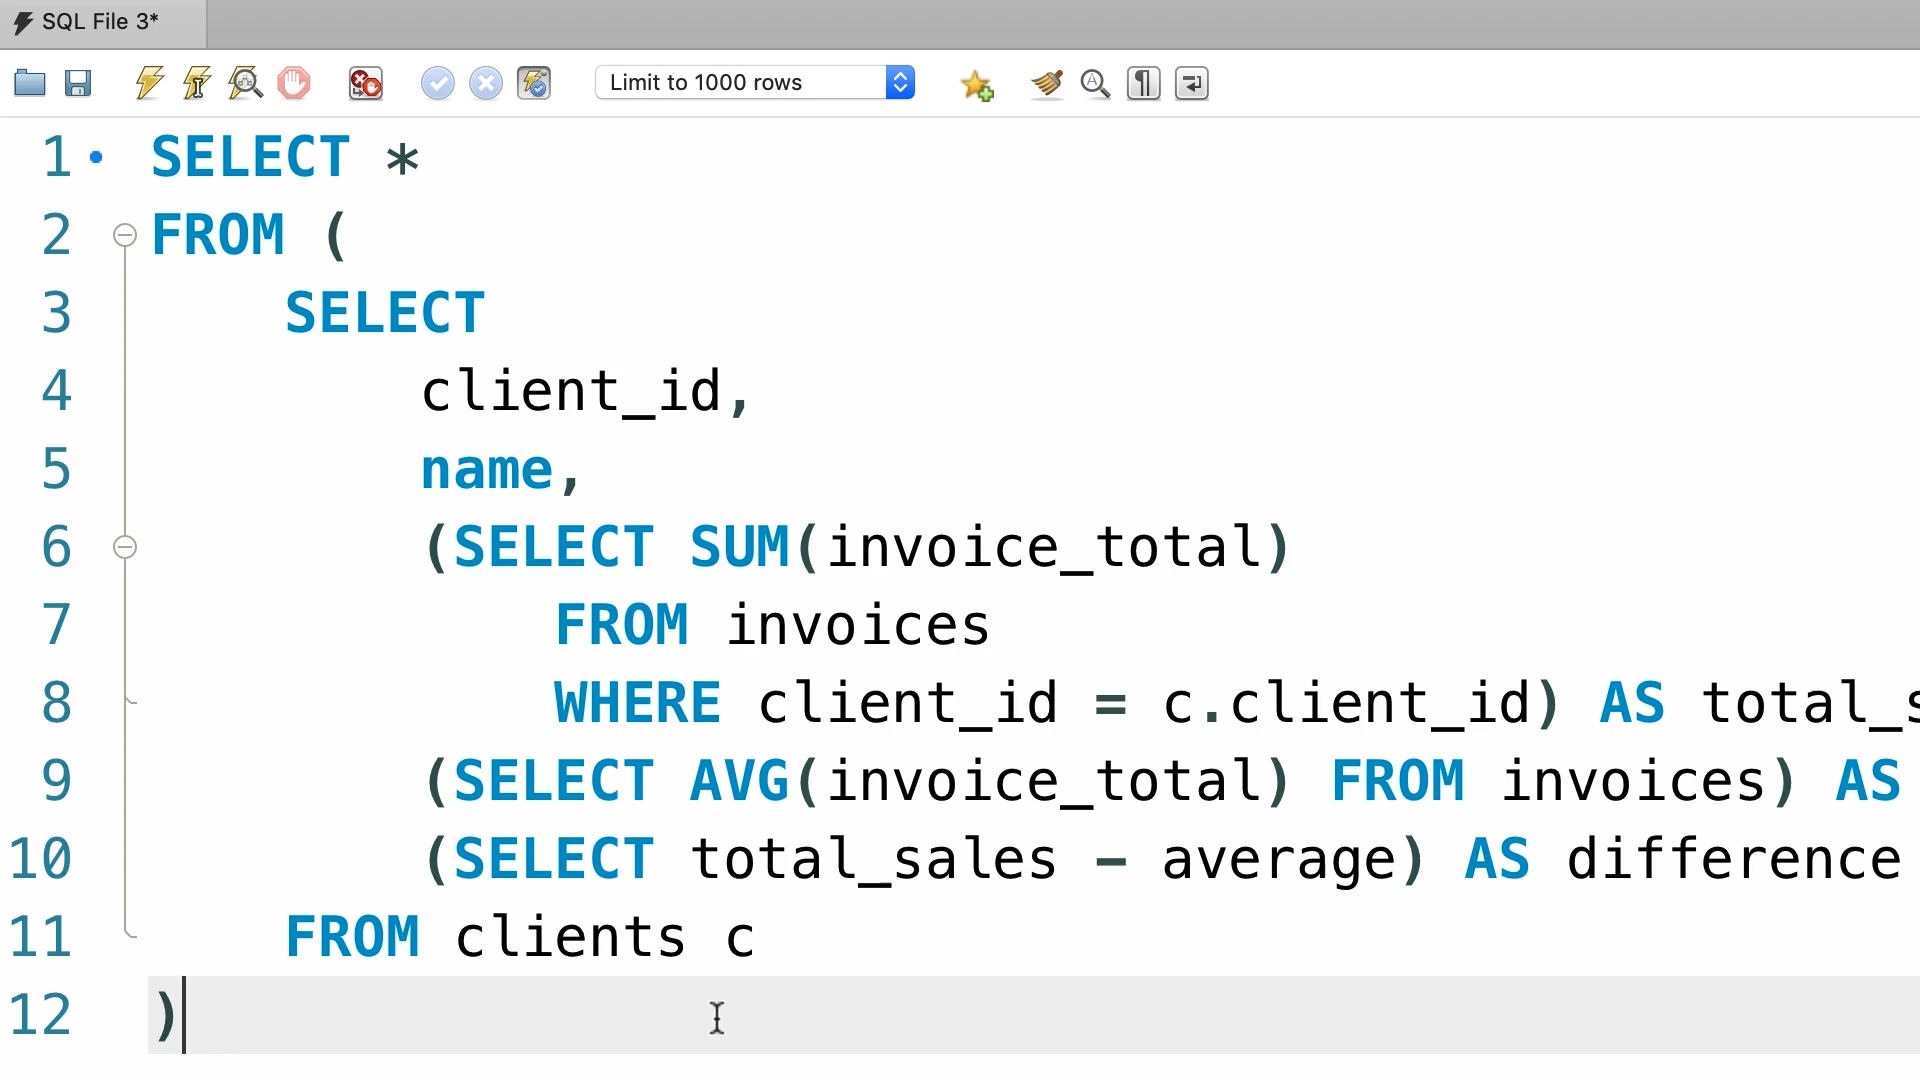 SQL File 3*
Limit to 1000 rows
1 SELECT *
2 FROM (
3 SELECT
4 client_id,
5 name,
6 (SELECT SUM(invoice_total)
7 FROM invoices
8 WHERE client_id = c.client_id) AS total_s
9 (SELECT AVG(invoice_total) FROM invoices) AS
10 (SELECT total_sales - average) AS difference
11 FROM clients c
12 )